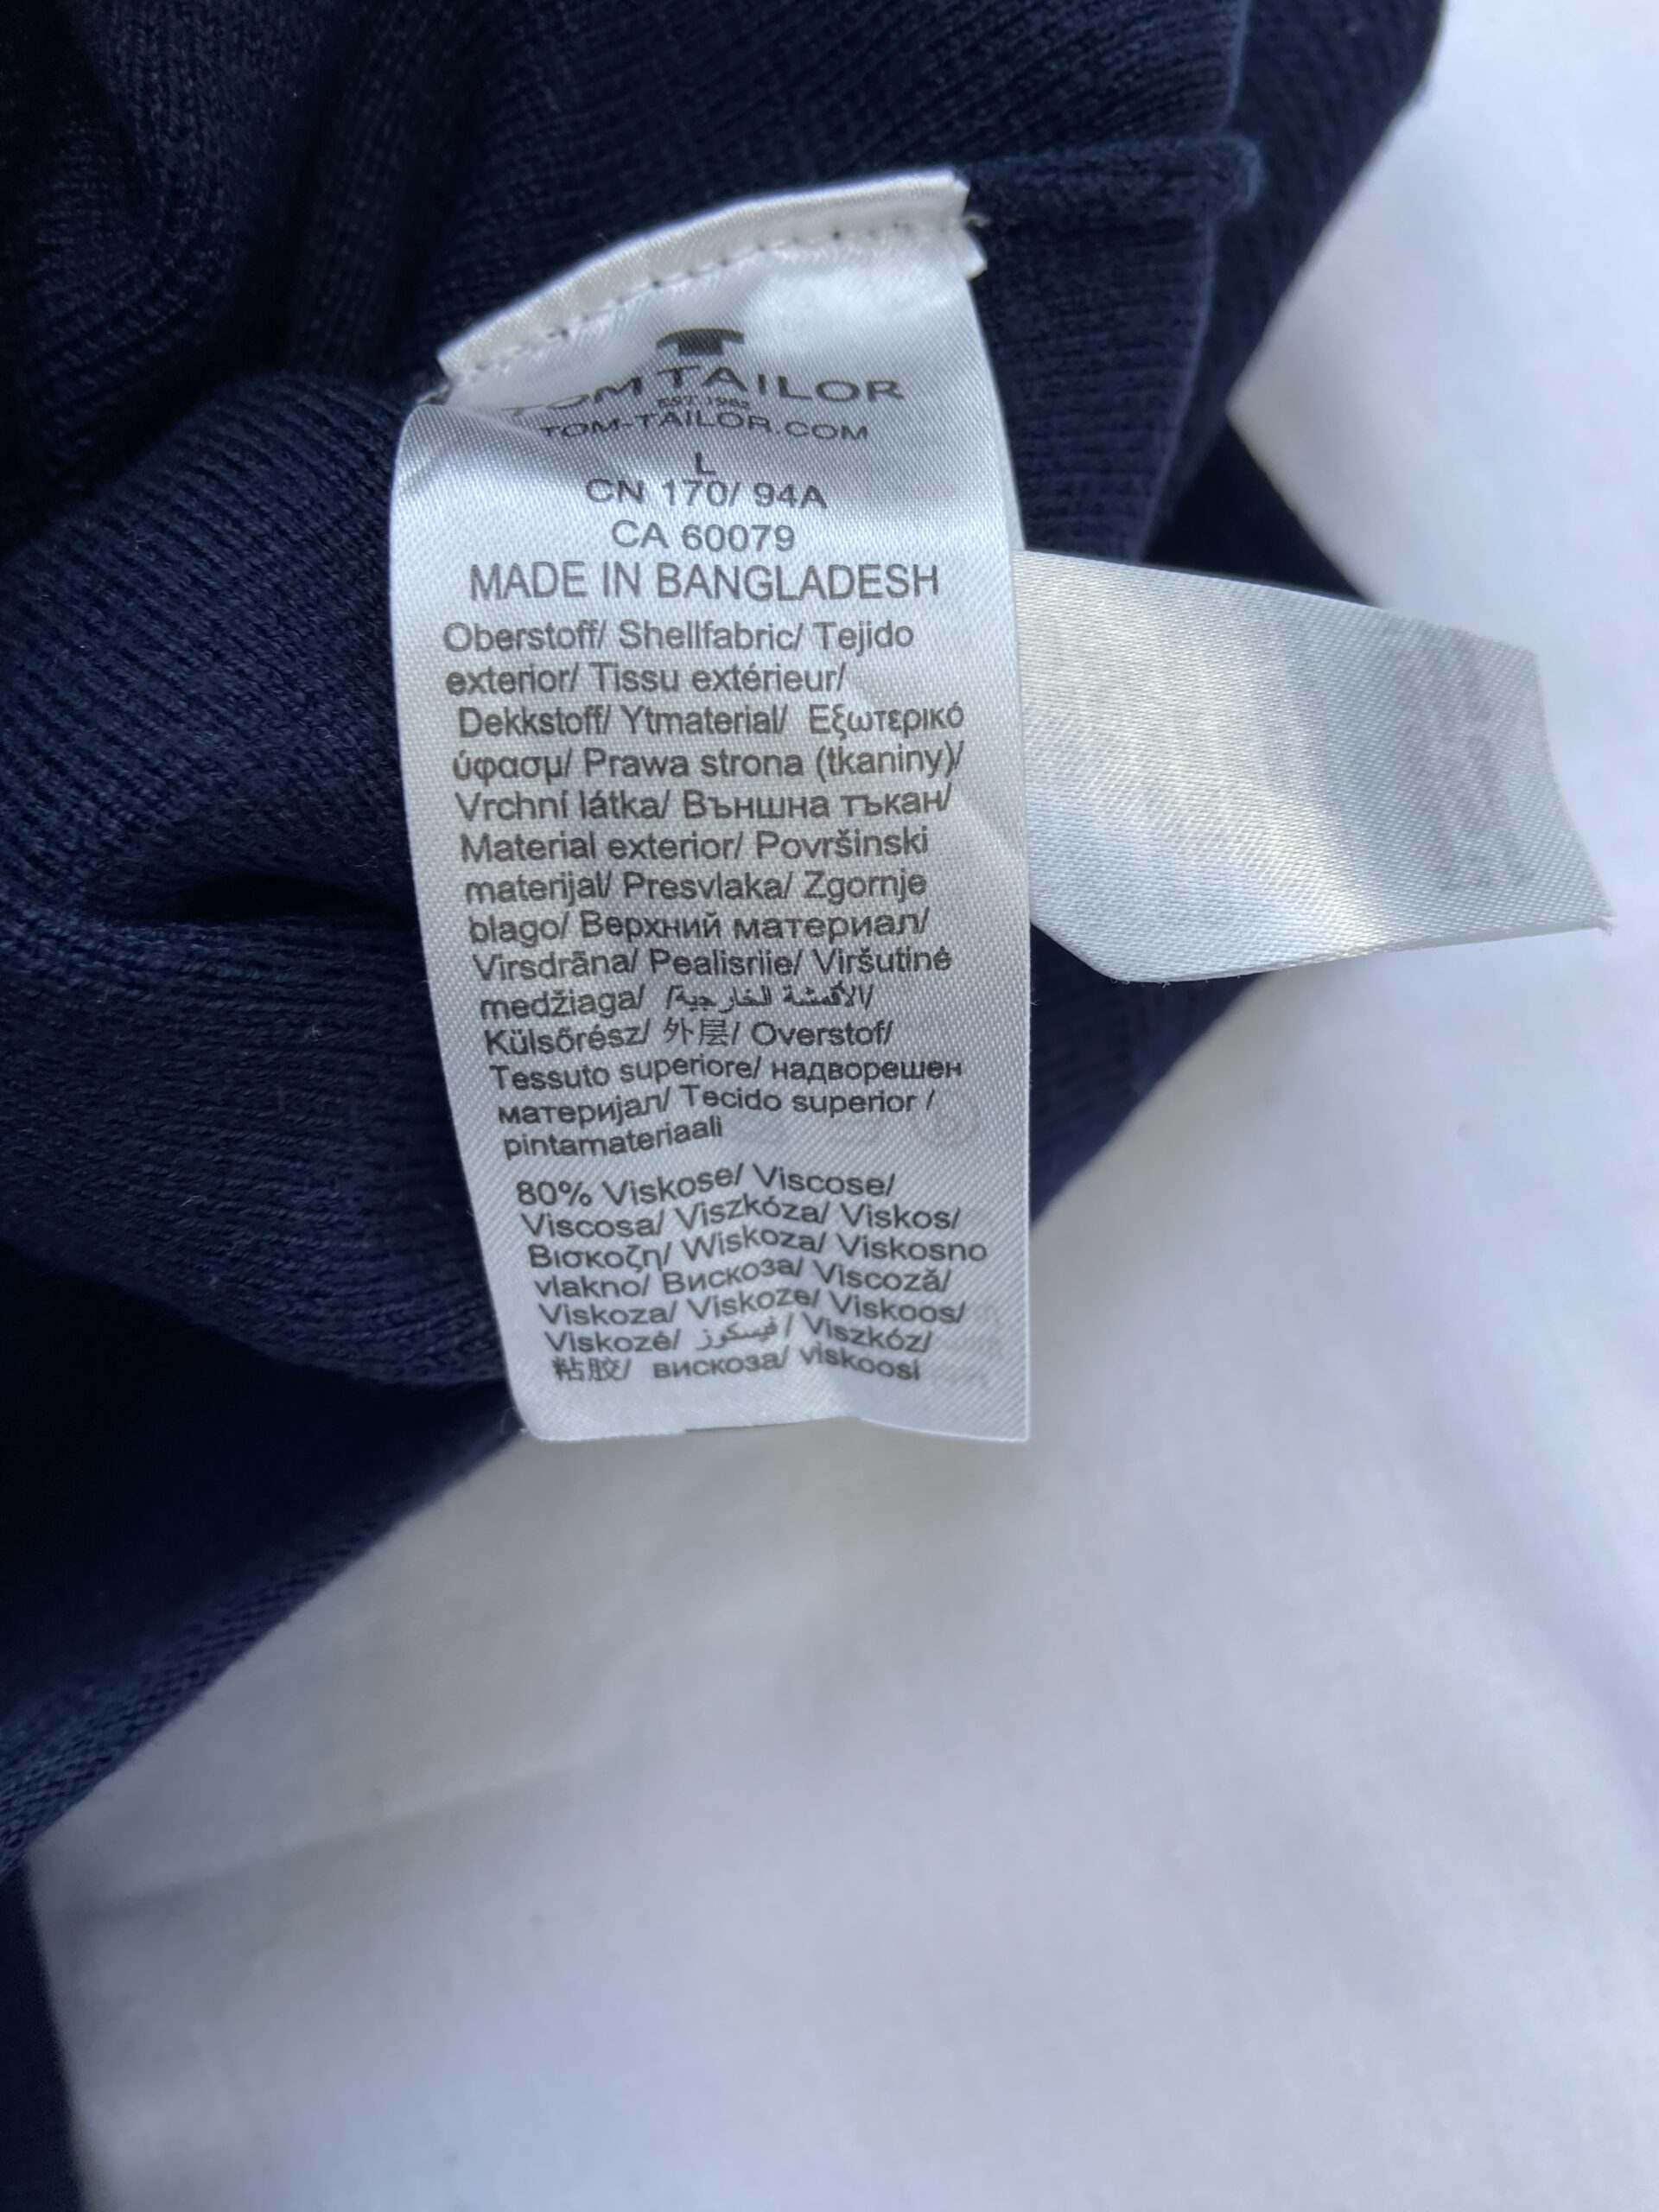 TOM TAILOR
EST. 1962
TOM-TAILOR.COM
L
CN 170/ 94A
CA 60079
MADE IN BANGLADESH
Oberstoff/ Shellfabric/ Tejido
exterior/ Tissu extérieur/
Dekkstoff/ Ytmaterial/ Εξωτερικό
ύφασμ/ Prawa strona (tkaniny)/
Vrchní látka/ Външна тъкан/
Material exterior/ Površinski
materijal/ Presvlaka/ Zgornje
blago/ Верхний материал/
Virsdrāna/ Pealisriie/ Viršutinė
medžiaga/ الأقمشة الخارجية/
Külsőrész/ 外层/ Overstof/
Tessuto superiore/ надворешен
материјал/ Tecido superior /
pintamateriaali
80% Viskose/ Viscose/
Viscosa/ Viszkóza/ Viskos/
Βισκοζη/ Wiskoza/ Viskosno
vlakno/ Вискоза/ Viscoză/
Viskoza/ Viskoze/ Viskoos/
Viskozė/ فيسكوز/ Viszkóz/
粘胶/ вискоза/ viskoosi